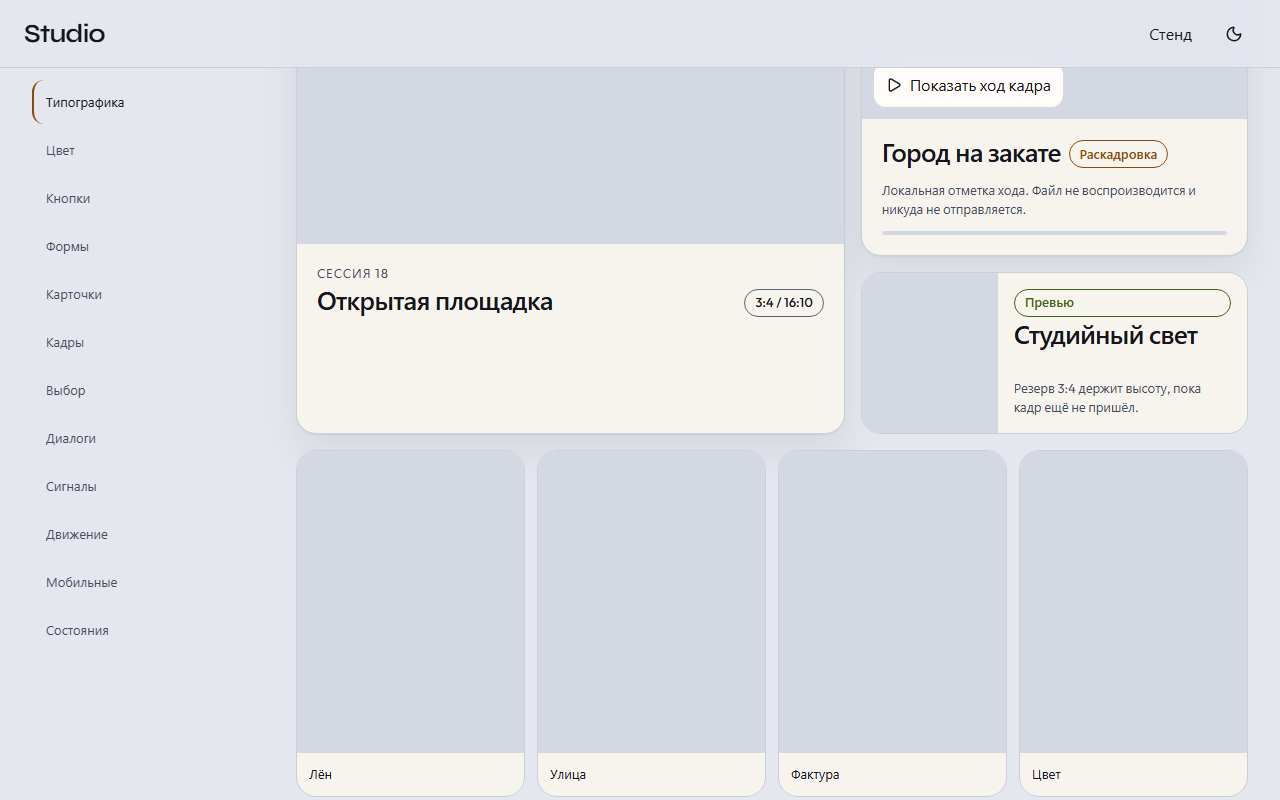 Studio
Стенд
Типографика
Цвет
Кнопки
Формы
Карточки
Кадры
Выбор
Диалоги
Сигналы
Движение
Мобильные
Состояния
СЕССИЯ 18
Открытая площадка
3:4 / 16:10
Показать ход кадра
Город на закате
Раскадровка
Локальная отметка хода. Файл не воспроизводится и
никуда не отправляется.
Превью
Студийный свет
Резерв 3:4 держит высоту, пока
кадр ещё не пришёл.
Лён
Улица
Фактура
Цвет